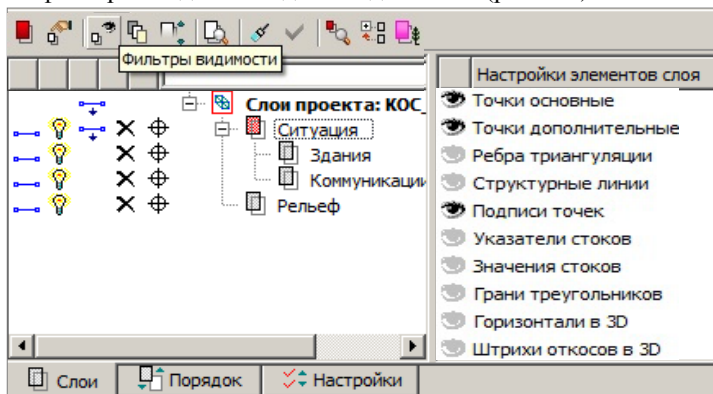 Фильтры видимости
Слои проекта: КОС_
Ситуация
Здания
Коммуникации
Рельеф
Настройки элементов слоя
Точки основные
Точки дополнительные
Ребра триангуляции
Структурные линии
Подписи точек
Указатели стоков
Значения стоков
Грани треугольников
Горизонтали в 3D
Штрихи откосов в 3D
Слои
Порядок
Настройки